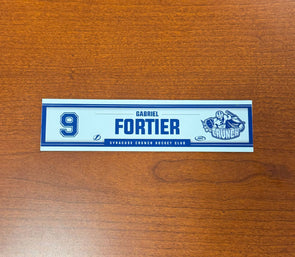 9
GABRIEL
FORTIER
CRUNCH
SYRACUSE CRUNCH HOCKEY CLUB